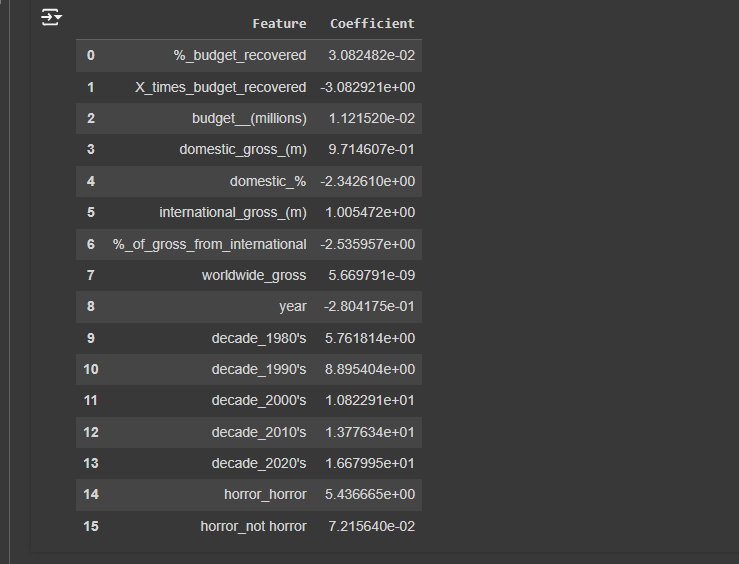 Feature Coefficient
0 %_budget_recovered 3.082482e-02
1 X_times_budget_recovered -3.082921e+00
2 budget__(millions) 1.121520e-02
3 domestic_gross_(m) 9.714607e-01
4 domestic_% -2.342610e+00
5 international_gross_(m) 1.005472e+00
6 %_of_gross_from_international -2.535957e+00
7 worldwide_gross 5.669791e-09
8 year -2.804175e-01
9 decade_1980's 5.761814e+00
10 decade_1990's 8.895404e+00
11 decade_2000's 1.082291e+01
12 decade_2010's 1.377634e+01
13 decade_2020's 1.667995e+01
14 horror_horror 5.436665e+00
15 horror_not horror 7.215640e-02